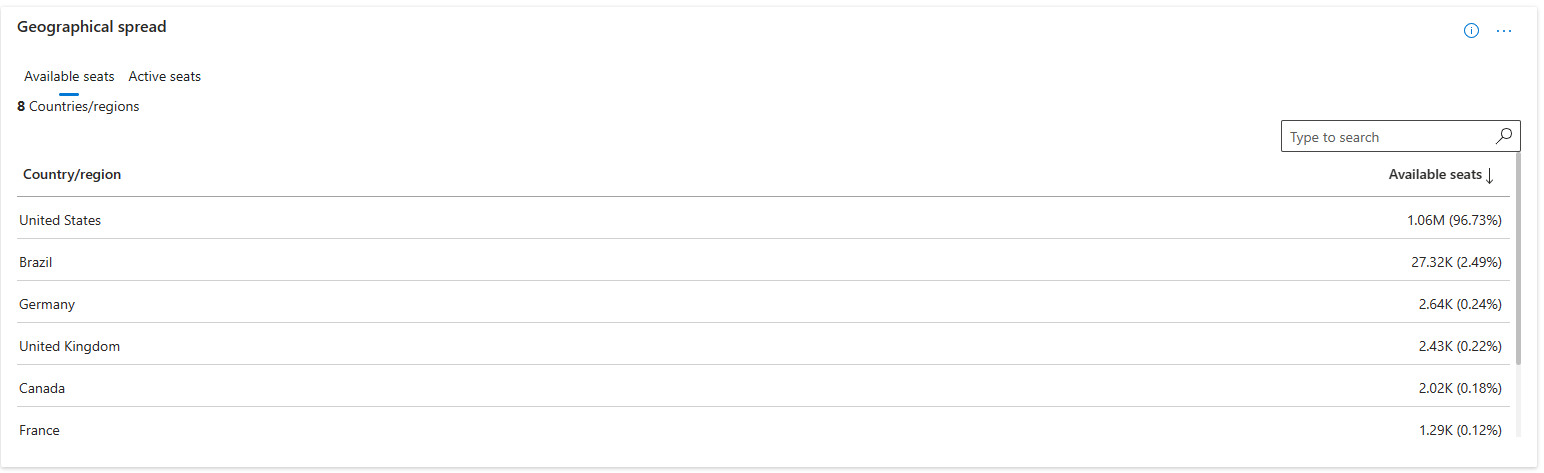 Geographical spread
Available seats Active seats
8 Countries/regions
Type to search
Country/region Available seats
United States 1.06M (96.73%)
Brazil 27.32K (2.49%)
Germany 2.64K (0.24%)
United Kingdom 2.43K (0.22%)
Canada 2.02K (0.18%)
France 1.29K (0.12%)